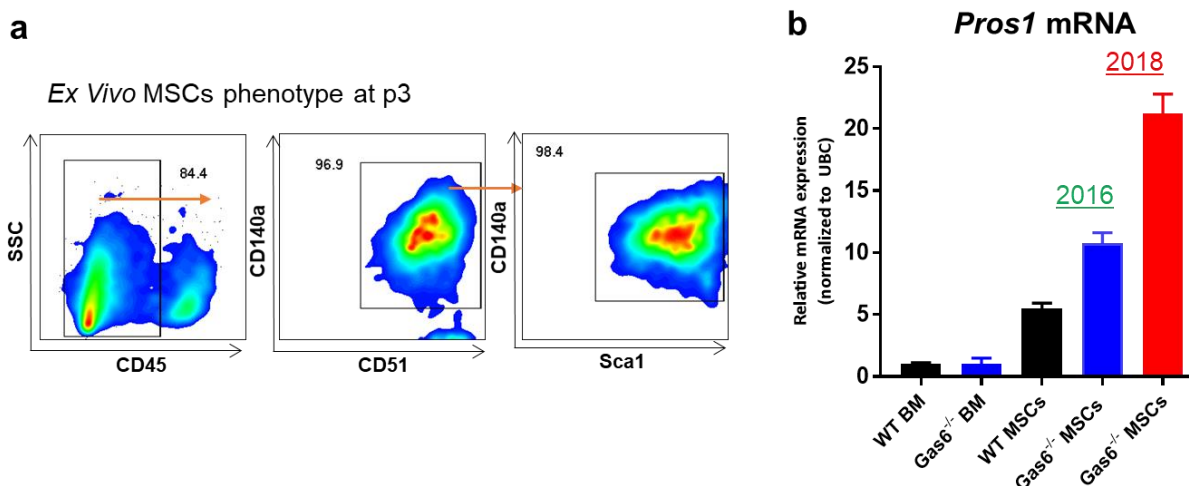 a
Ex Vivo MSCs phenotype at p3
84.4
SSC
CD45
96.9
CD140a
CD51
98.4
CD140a
Sca1
b
Pros1 mRNA
2018
2016
Relative mRNA expression
(normalized to UBC)
25
20
15
10
5
0
WT BM
Gas6-/- BM
WT MSCs
Gas6-/- MSCs
Gas6-/- MSCs